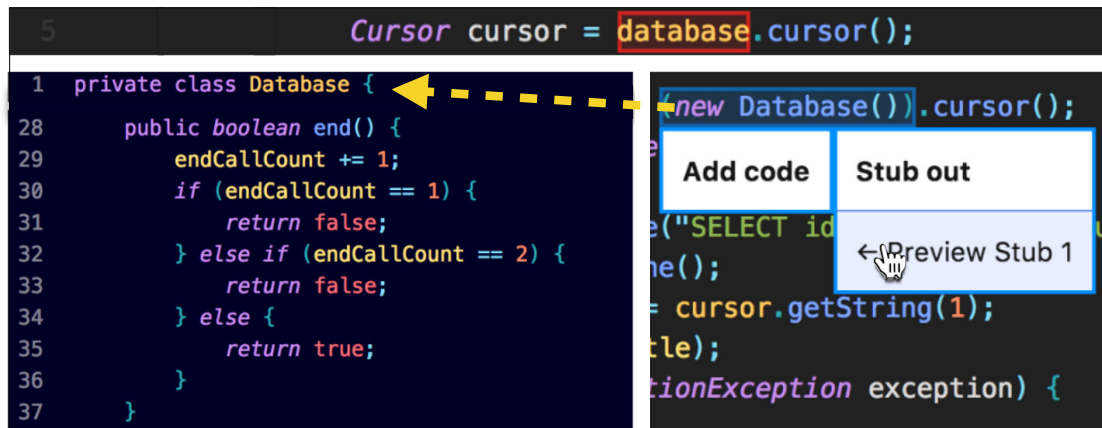 5 Cursor cursor = database.cursor();
1 private class Database {
28 public boolean end() {
29 endCallCount += 1;
30 if (endCallCount == 1) {
31 return false;
32 } else if (endCallCount == 2) {
33 return false;
34 } else {
35 return true;
36 }
37 }
(new Database()).cursor();
e
Add code
Stub out
e("SELECT id
←Preview Stub 1
ne();
= cursor.getString(1);
tle);
tionException exception) {